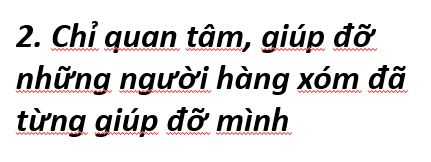 2. Chỉ quan tâm, giúp đỡ
những người hàng xóm đã
từng giúp đỡ mình